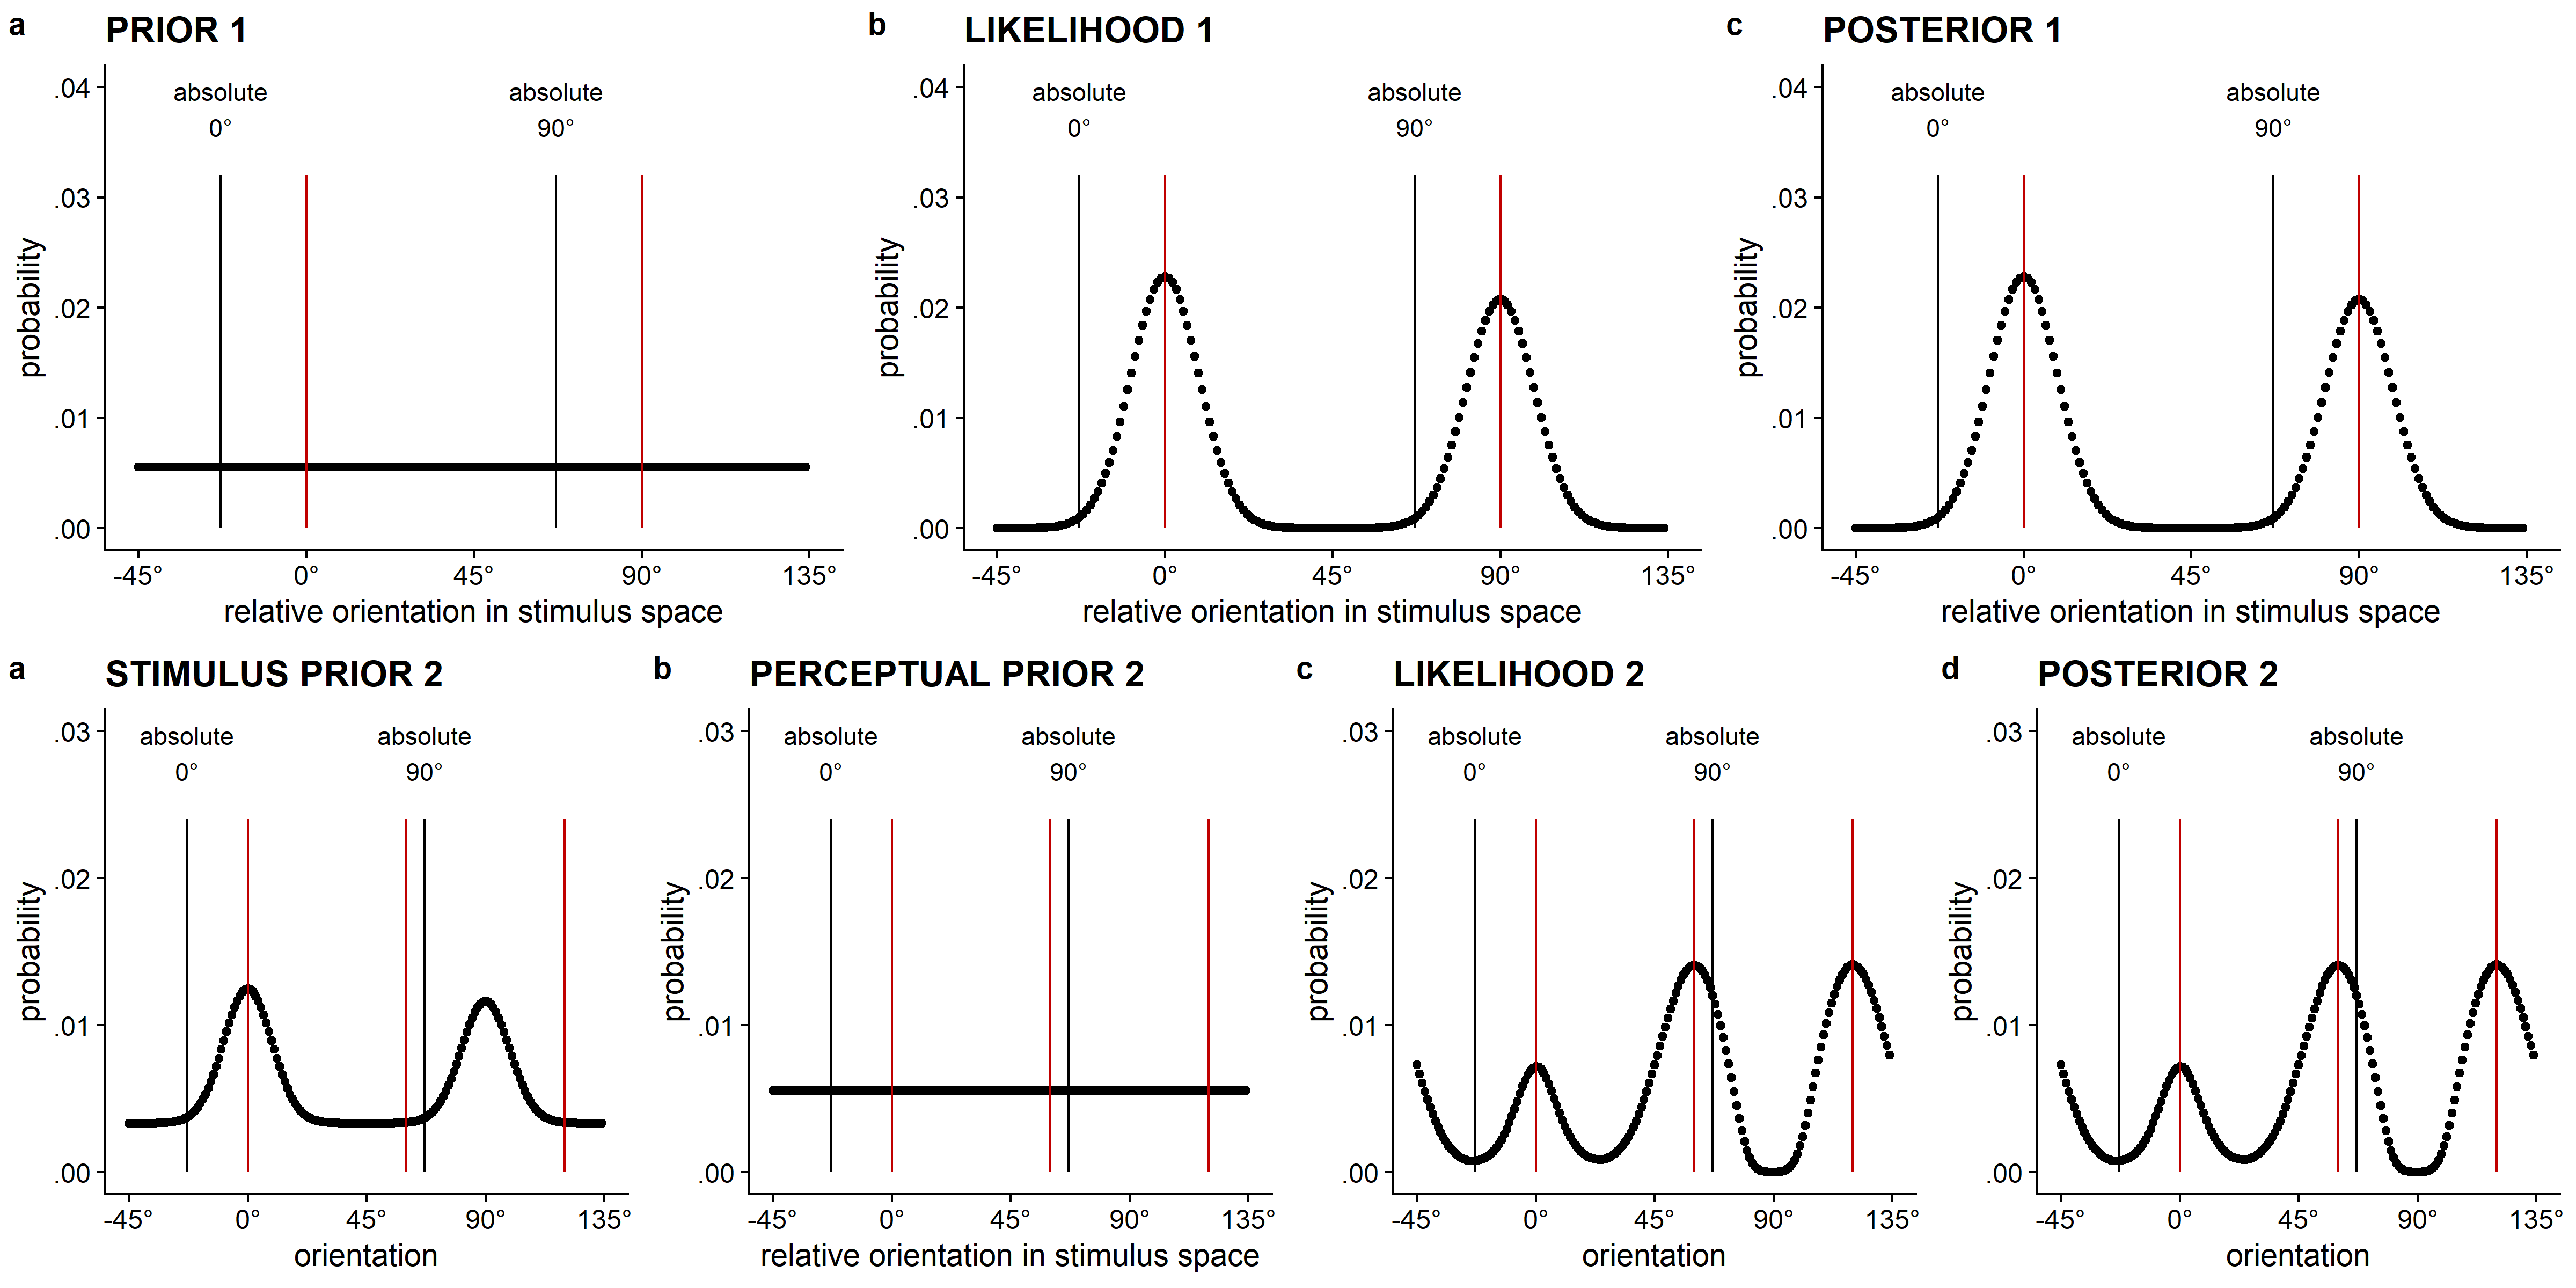 a PRIOR 1
absolute 0°
absolute 90°
.04
.03
.02
.01
.00
probability
-45° 0° 45° 90° 135°
relative orientation in stimulus space
b LIKELIHOOD 1
absolute 0°
absolute 90°
.04
.03
.02
.01
.00
probability
-45° 0° 45° 90° 135°
relative orientation in stimulus space
c POSTERIOR 1
absolute 0°
absolute 90°
.04
.03
.02
.01
.00
probability
-45° 0° 45° 90° 135°
relative orientation in stimulus space
a STIMULUS PRIOR 2
absolute 0°
absolute 90°
.03
.02
.01
.00
probability
-45° 0° 45° 90° 135°
orientation
b PERCEPTUAL PRIOR 2
absolute 0°
absolute 90°
.03
.02
.01
.00
probability
-45° 0° 45° 90° 135°
relative orientation in stimulus space
c LIKELIHOOD 2
absolute 0°
absolute 90°
.03
.02
.01
.00
probability
-45° 0° 45° 90° 135°
orientation
d POSTERIOR 2
absolute 0°
absolute 90°
.03
.02
.01
.00
probability
-45° 0° 45° 90° 135°
orientation